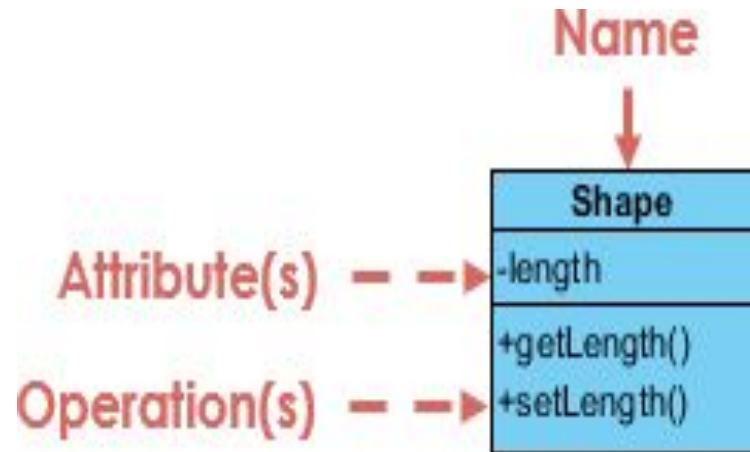 Name
Shape
Attribute(s)
-length
+getLength()
Operation(s)
+setLength()